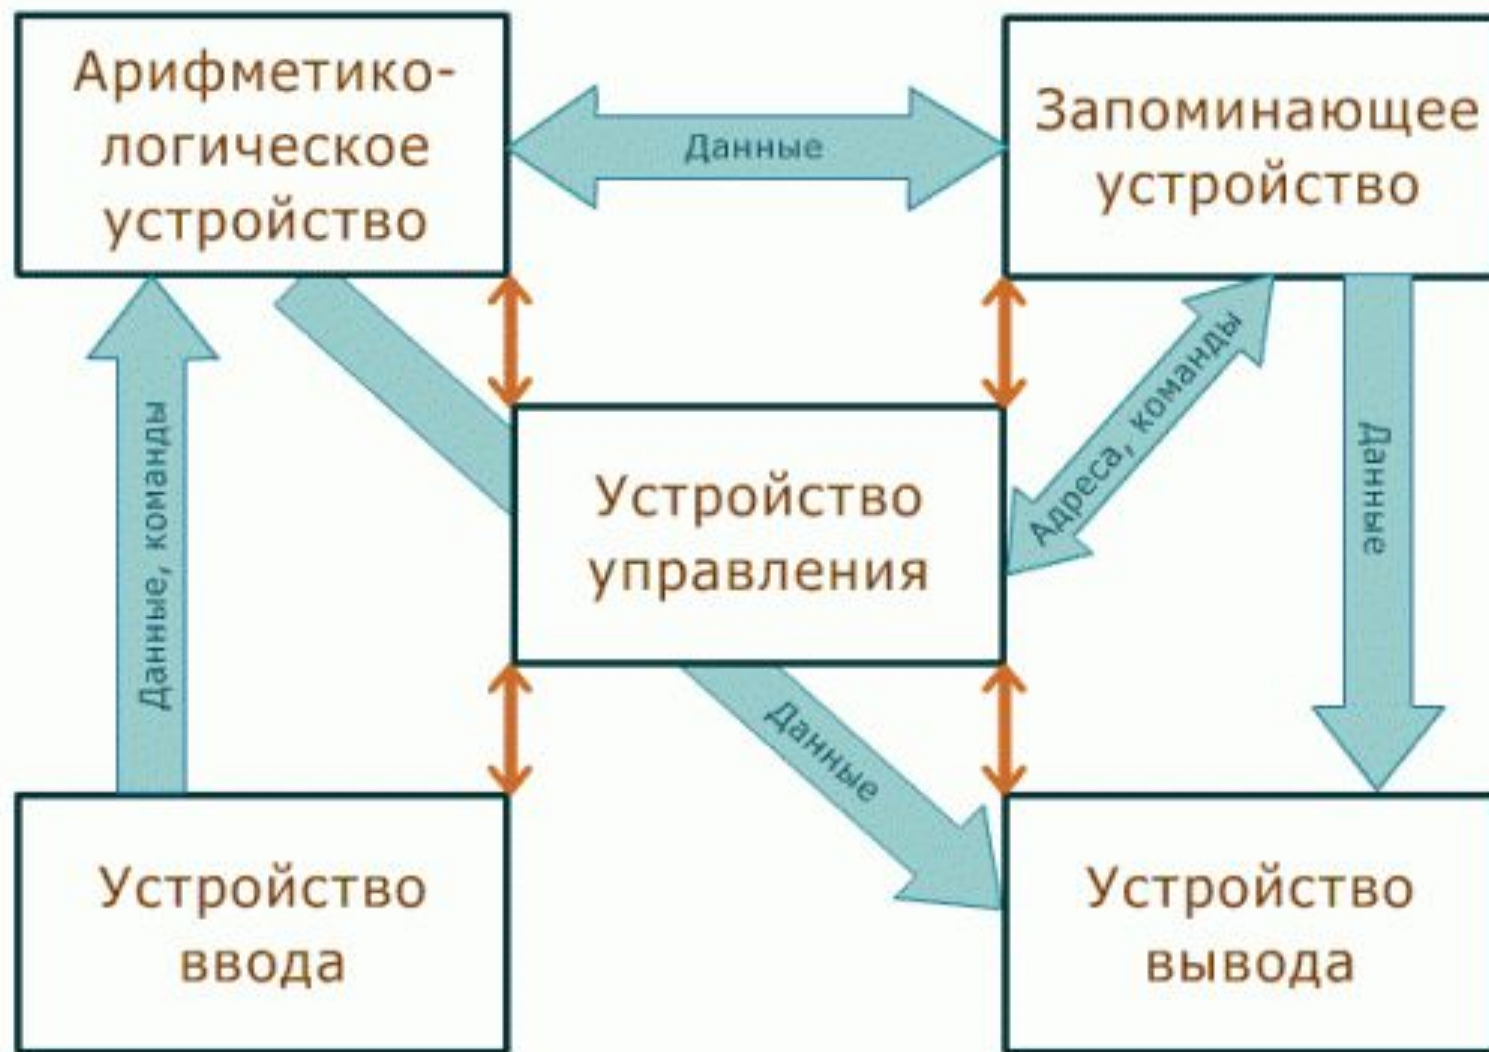 Арифметико-
логическое
устройство
Данные
Запоминающее
устройство
Данные, команды
Устройство
управления
Адреса, команды
Данные
Данные
Устройство
ввода
Устройство
вывода